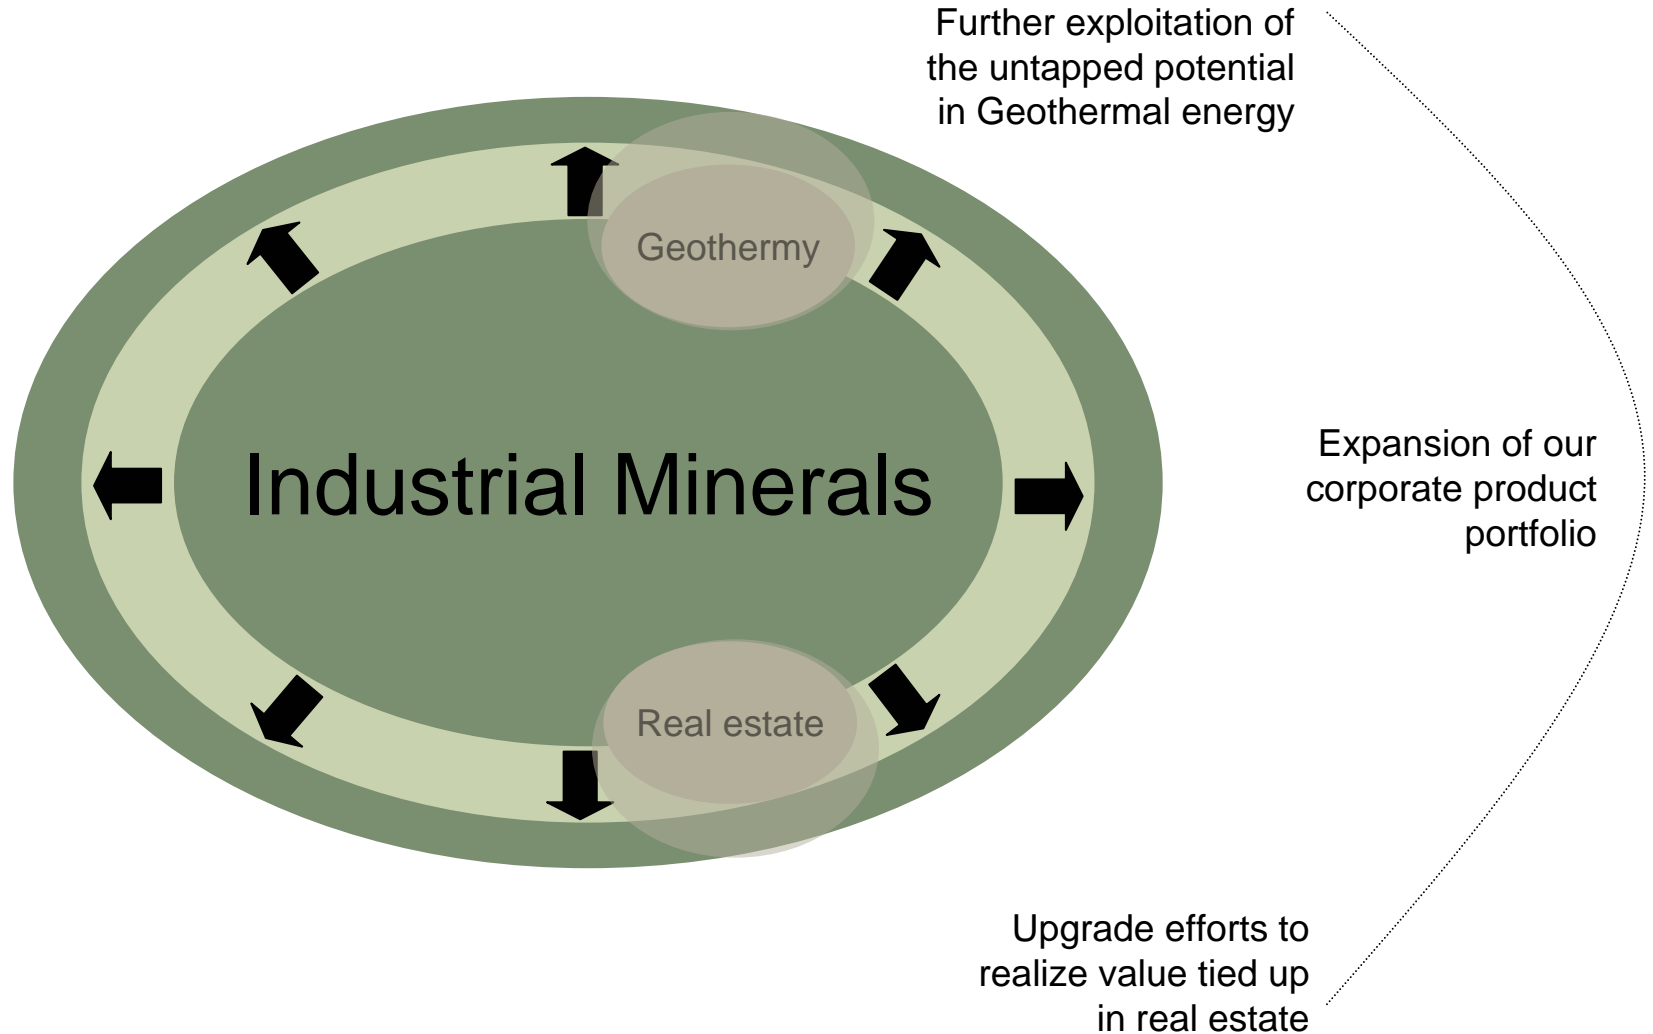 Further exploitation of
the untapped potential
in Geothermal energy
Geothermy
Industrial Minerals
Expansion of our
corporate product
portfolio
Real estate
Upgrade efforts to
realize value tied up
in real estate